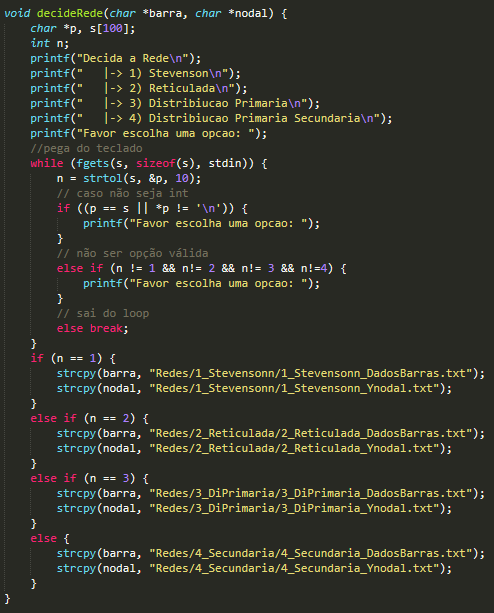 void decideRede(char *barra, char *nodal) {
    char *p, s[100];
    int n;
    printf("Decida a Rede\n");
    printf("   |-> 1) Stevenson\n");
    printf("   |-> 2) Reticulada\n");
    printf("   |-> 3) Distribiucao Primaria\n");
    printf("   |-> 4) Distribiucao Primaria Secundaria\n");
    printf("Favor escolha uma opcao: ");
    //pega do teclado
    while (fgets(s, sizeof(s), stdin)) {
        n = strtol(s, &p, 10);
        // caso não seja int
        if ((p == s || *p != '\n')) {
            printf("Favor escolha uma opcao: ");
        }
        // não ser opção válida
        else if (n != 1 && n!= 2 && n!= 3 && n!=4) {
            printf("Favor escolha uma opcao: ");
        }
        // sai do loop
        else break;
    }
    if (n == 1) {
        strcpy(barra, "Redes/1_Stevensonn/1_Stevensonn_DadosBarras.txt");
        strcpy(nodal, "Redes/1_Stevensonn/1_Stevensonn_Ynodal.txt");
    }
    else if (n == 2) {
        strcpy(barra, "Redes/2_Reticulada/2_Reticulada_DadosBarras.txt");
        strcpy(nodal, "Redes/2_Reticulada/2_Reticulada_Ynodal.txt");
    }
    else if (n == 3) {
        strcpy(barra, "Redes/3_DiPrimaria/3_DiPrimaria_DadosBarras.txt");
        strcpy(nodal, "Redes/3_DiPrimaria/3_DiPrimaria_Ynodal.txt");
    }
    else {
        strcpy(barra, "Redes/4_Secundaria/4_Secundaria_DadosBarras.txt");
        strcpy(nodal, "Redes/4_Secundaria/4_Secundaria_Ynodal.txt");
    }
}